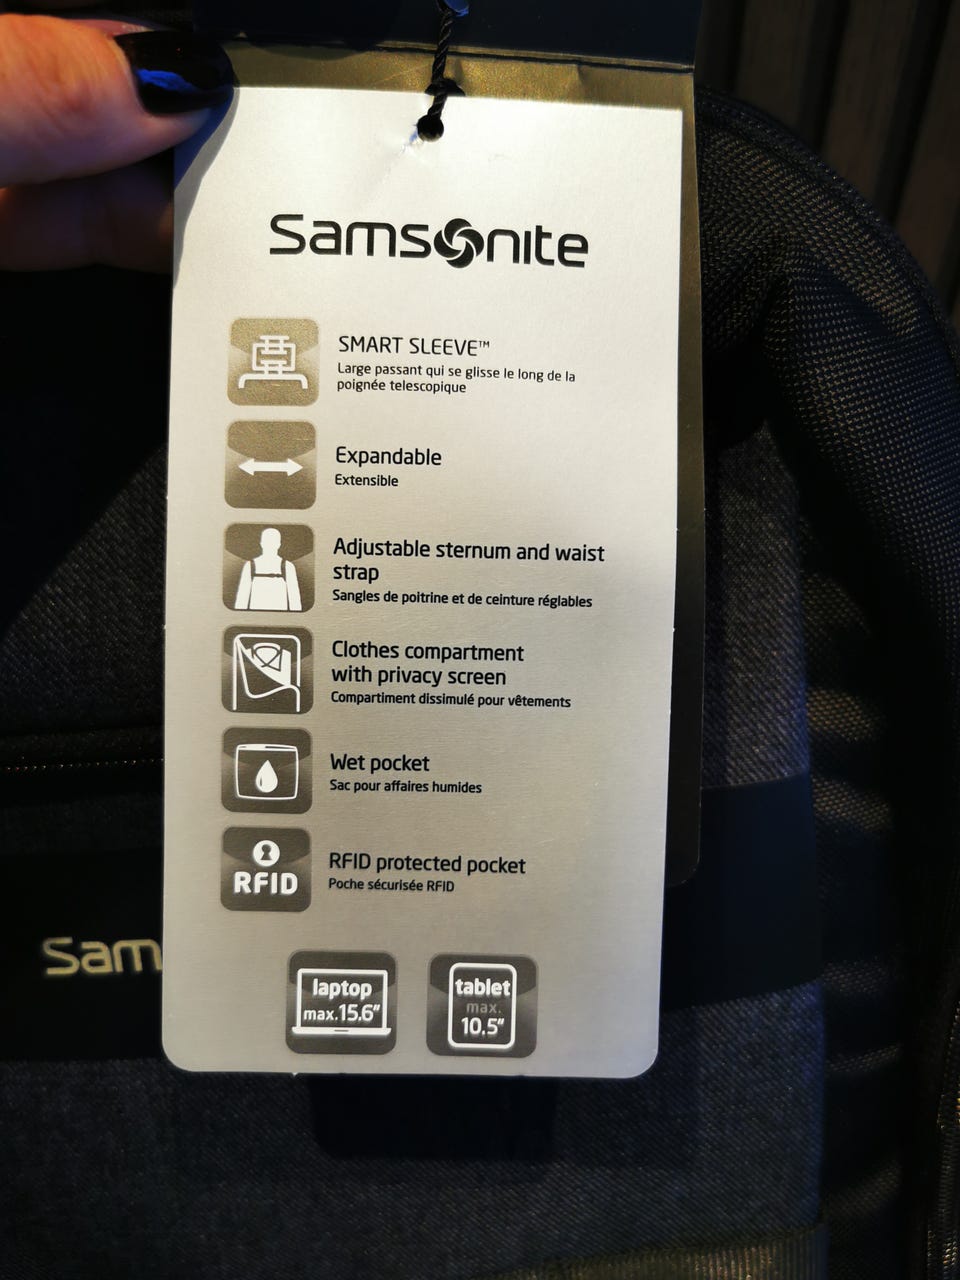 Samsonite
SMART SLEEVE™
Large passant qui se glisse le long de la
poignée telescopique
Expandable
Extensible
Adjustable sternum and waist
strap
Sangles de poitrine et de ceinture réglables
Clothes compartment
with privacy screen
Compartiment dissimulé pour vêtements
Wet pocket
Sac pour affaires humides
RFID
RFID protected pocket
Poche sécurisée RFID
Sam
laptop
max.15.6"
tablet
max.
10.5"